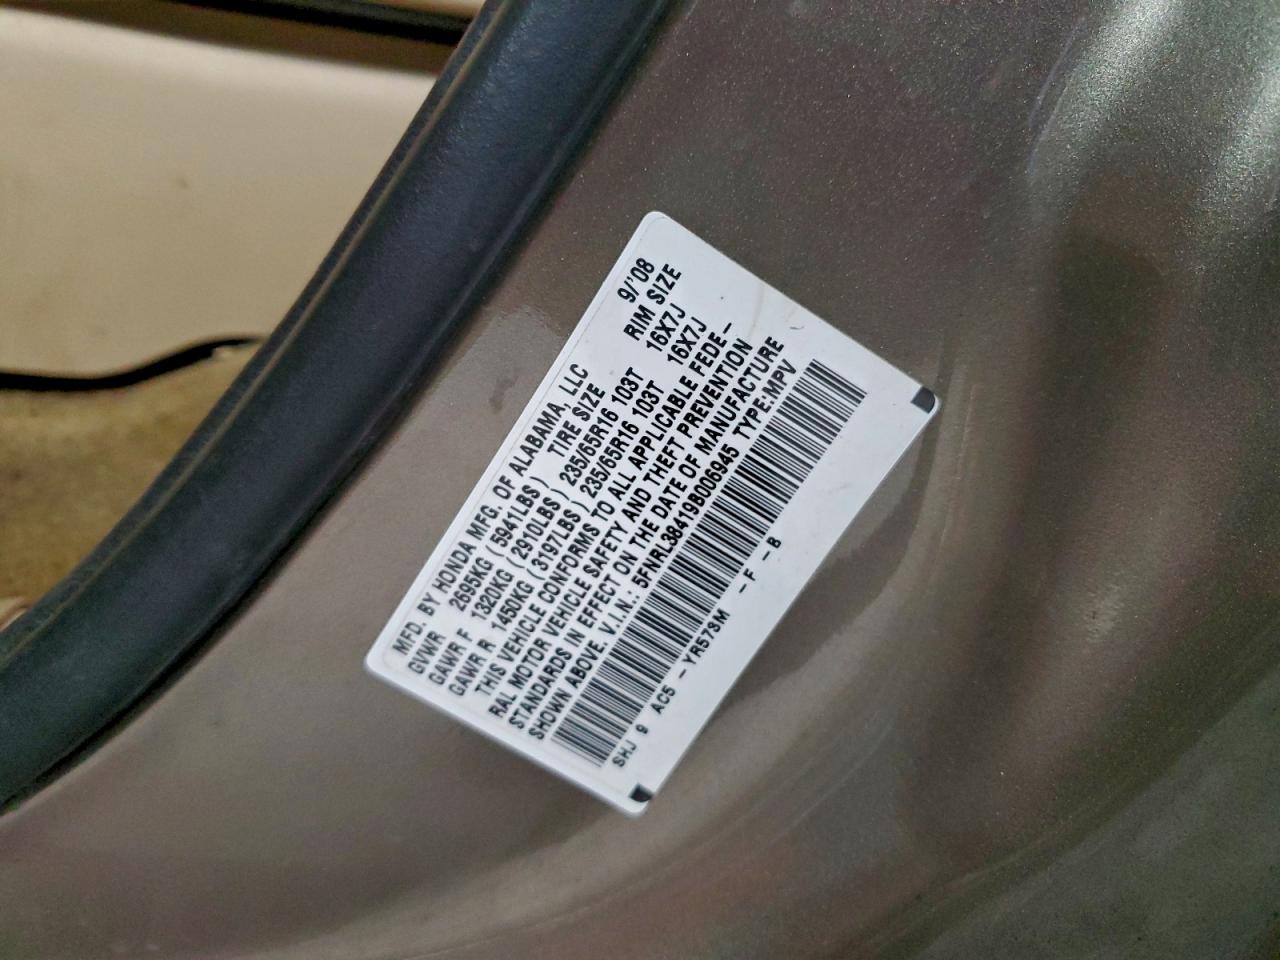 MFD. BY HONDA MFG. OF ALABAMA, LLC 9/'08
GVWR 2695KG ( 5941LBS) TIRE SIZE RIM SIZE
GAWR F 1320KG ( 2910LBS ) 235/65R16 103T 16X7J
GAWR R 1450KG ( 3197LBS ) 235/65R16 103T 16X7J
THIS VEHICLE CONFORMS TO ALL APPLICABLE FEDE-
RAL MOTOR VEHICLE SAFETY AND THEFT PREVENTION
STANDARDS IN EFFECT ON THE DATE OF MANUFACTURE
SHOWN ABOVE. V.I.N.: 5FNRL38419B006945 TYPE:MPV
SHJ 9 AC5 - YR573M - F - B